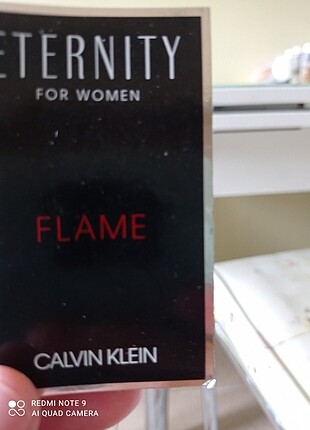 ETERNITY
FOR WOMEN
FLAME
CALVIN KLEIN
REDMI NOTE 9
AI QUAD CAMERA